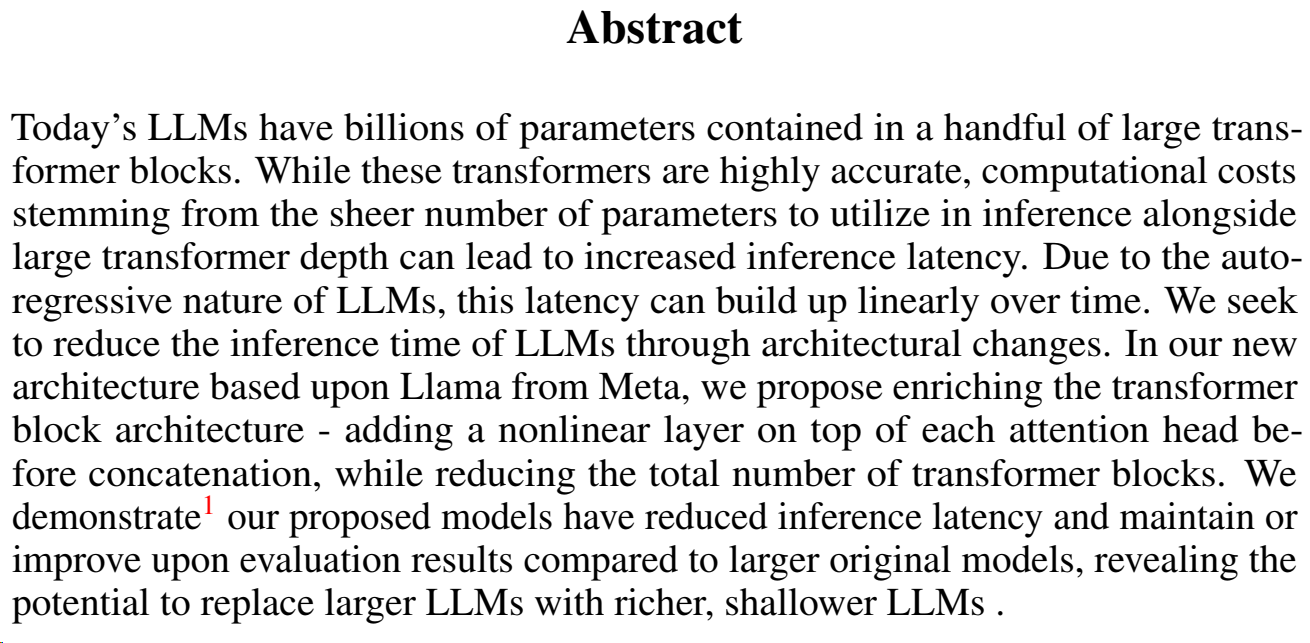 Abstract
Today's LLMs have billions of parameters contained in a handful of large trans-
former blocks. While these transformers are highly accurate, computational costs
stemming from the sheer number of parameters to utilize in inference alongside
large transformer depth can lead to increased inference latency. Due to the auto-
regressive nature of LLMs, this latency can build up linearly over time. We seek
to reduce the inference time of LLMs through architectural changes. In our new
architecture based upon Llama from Meta, we propose enriching the transformer
block architecture - adding a nonlinear layer on top of each attention head be-
fore concatenation, while reducing the total number of transformer blocks. We
demonstrate1 our proposed models have reduced inference latency and maintain or
improve upon evaluation results compared to larger original models, revealing the
potential to replace larger LLMs with richer, shallower LLMs .